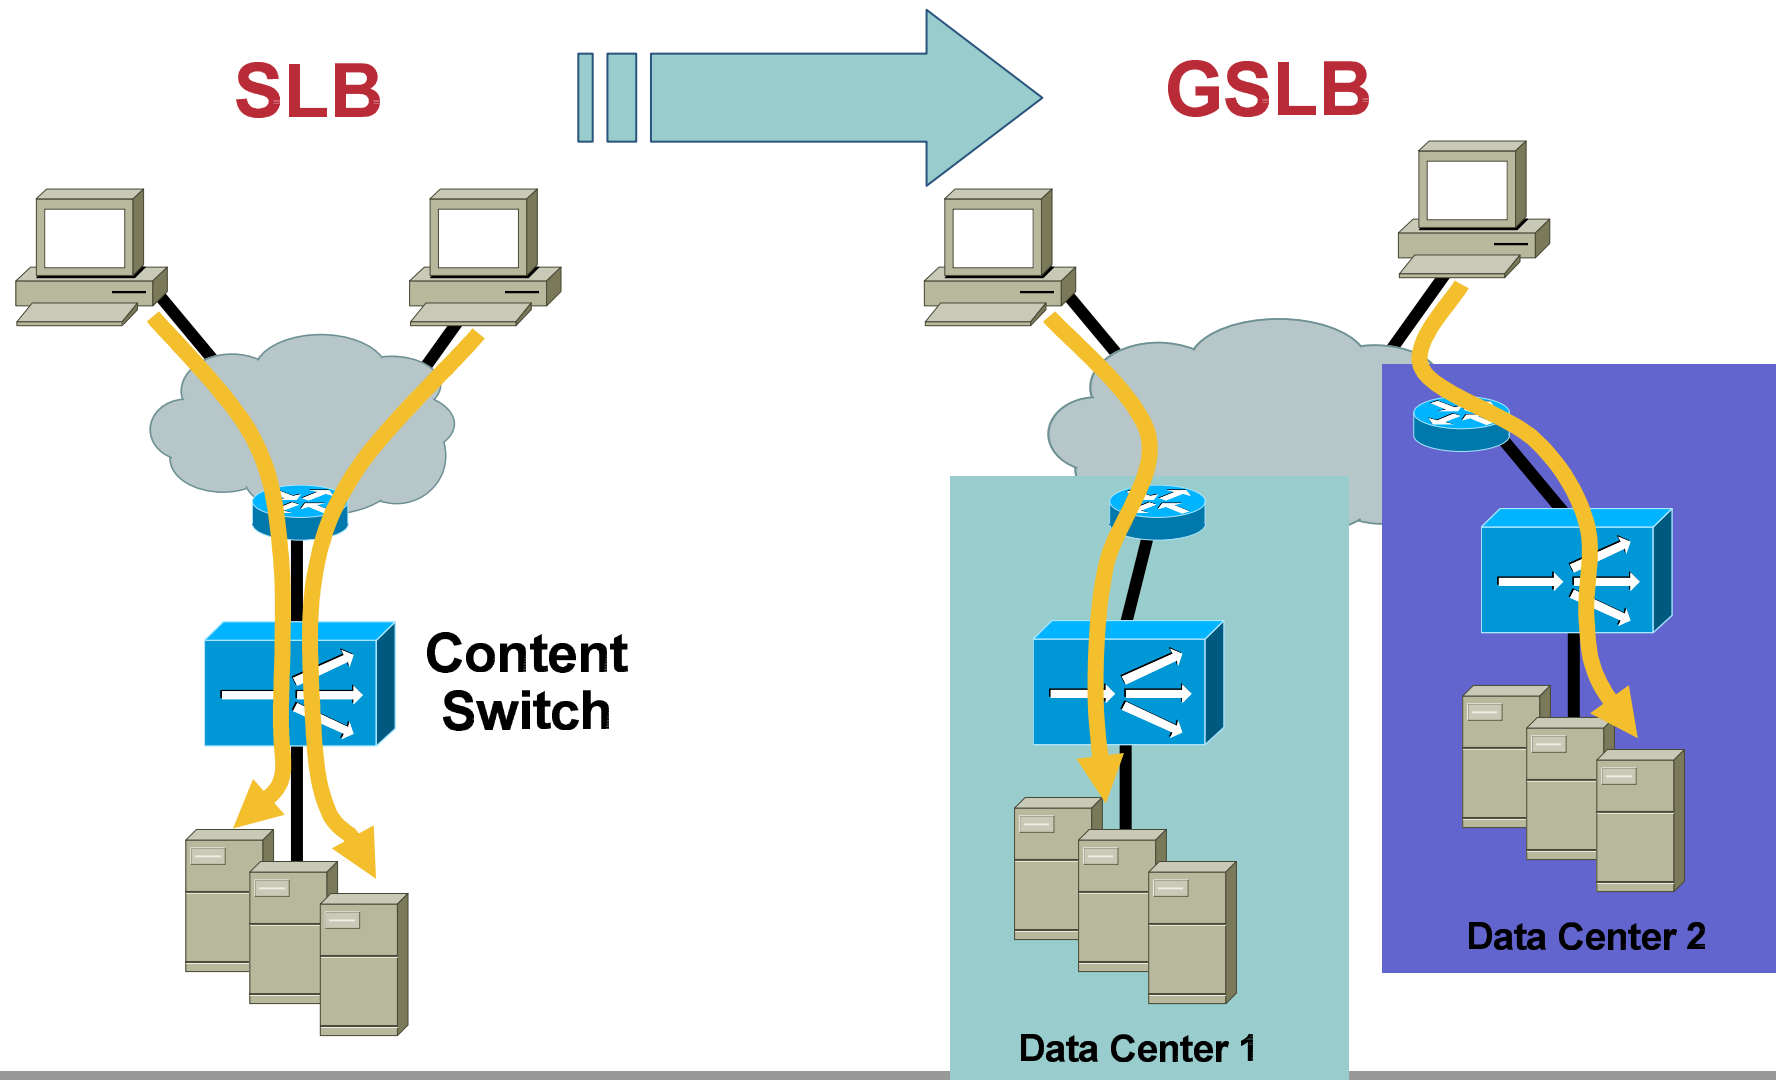 SLB
GSLB
Content
Switch
Data Center 2
Data Center 1